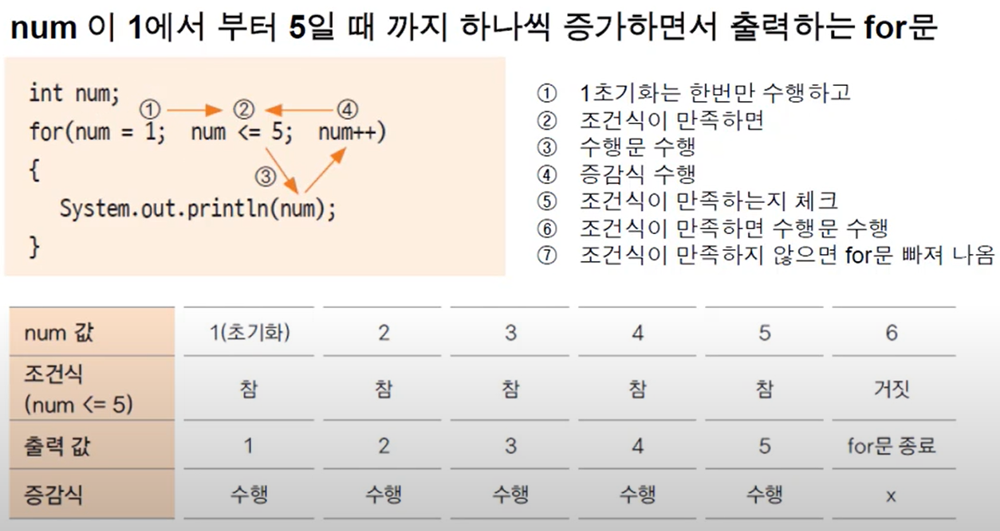 num 이 1에서 부터 5일 때 까지 하나씩 증가하면서 출력하는 for문
int num;
① ② ④
for(num = 1; num <= 5; num++)
{
③
System.out.println(num);
}
① 1초기화는 한번만 수행하고
② 조건식이 만족하면
③ 수행문 수행
④ 증감식 수행
⑤ 조건식이 만족하는지 체크
⑥ 조건식이 만족하면 수행문 수행
⑦ 조건식이 만족하지 않으면 for문 빠져 나옴
num 값 1(초기화) 2 3 4 5 6
조건식
(num <= 5) 참 참 참 참 참 거짓
출력 값 1 2 3 4 5 for문 종료
증감식 수행 수행 수행 수행 수행 x